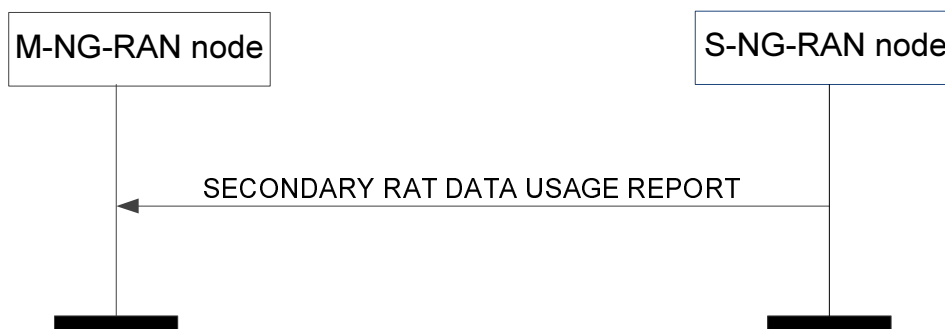 M-NG-RAN node
S-NG-RAN node
SECONDARY RAT DATA USAGE REPORT